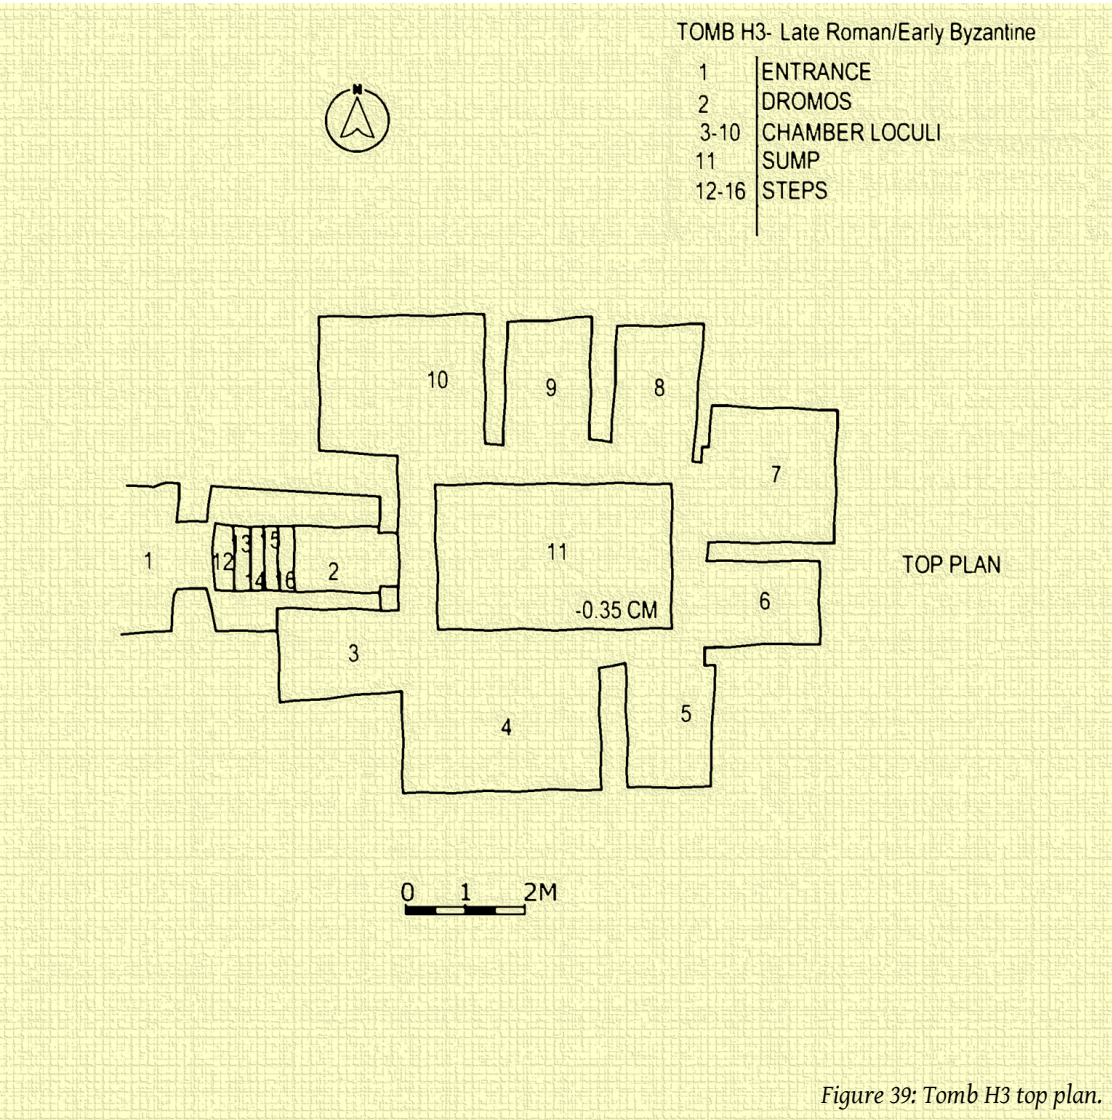 TOMB H3- Late Roman/Early Byzantine
1 ENTRANCE
2 DROMOS
3-10 CHAMBER LOCULI
11 SUMP
12-16 STEPS
N
10
9
8
7
1
12
13
14
15
16
2
11
-0.35 CM
TOP PLAN
6
3
4
5
0 1 2M
Figure 39: Tomb H3 top plan.